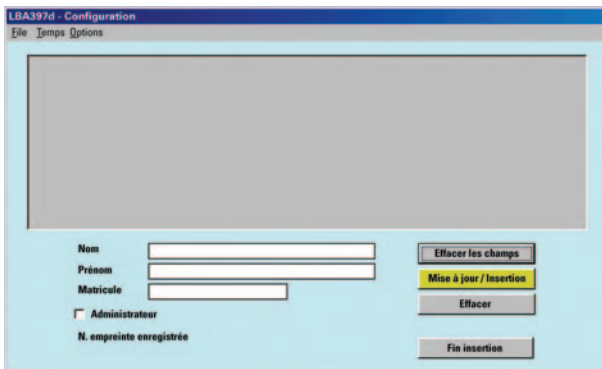 LBA397d - Configuration
File Temps Options
Nom
Effacer les champs
Prénom
Mise à jour / Insertion
Matricule
Effacer
Administrateur
N. empreinte enregistrée
Fin insertion